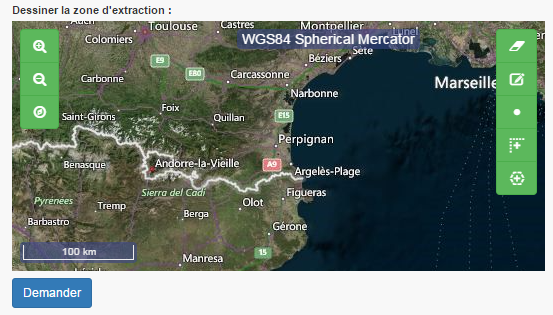 Dessiner la zone d'extraction :
Toulouse
Castres
Montpellier
Lunel
Colomiers
WGS84 Spherical Mercator
Sète
Béziers
E9
E80
Carbonne
Carcassonne
Marseille
Narbonne
Foix
Saint-Girons
Quillan
E15
Perpignan
Benasque
Andorre-la-Vieille
A9
Argelès-Plage
Pyrénées
Sierra del Cadí
Figueras
Tremp
Olot
Barbastro
Berga
Gérone
100 km
15
Manresa
Demander